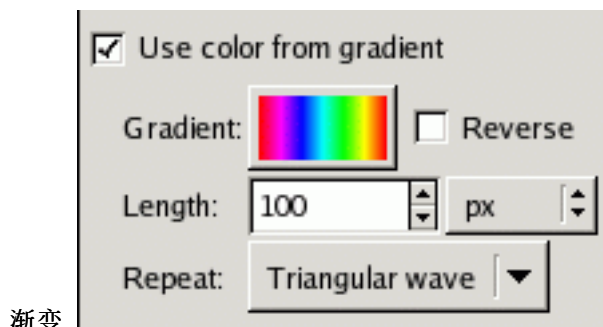 Use color from gradient
Gradient: Reverse
Length: 100 px
Repeat: Triangular wave
渐变